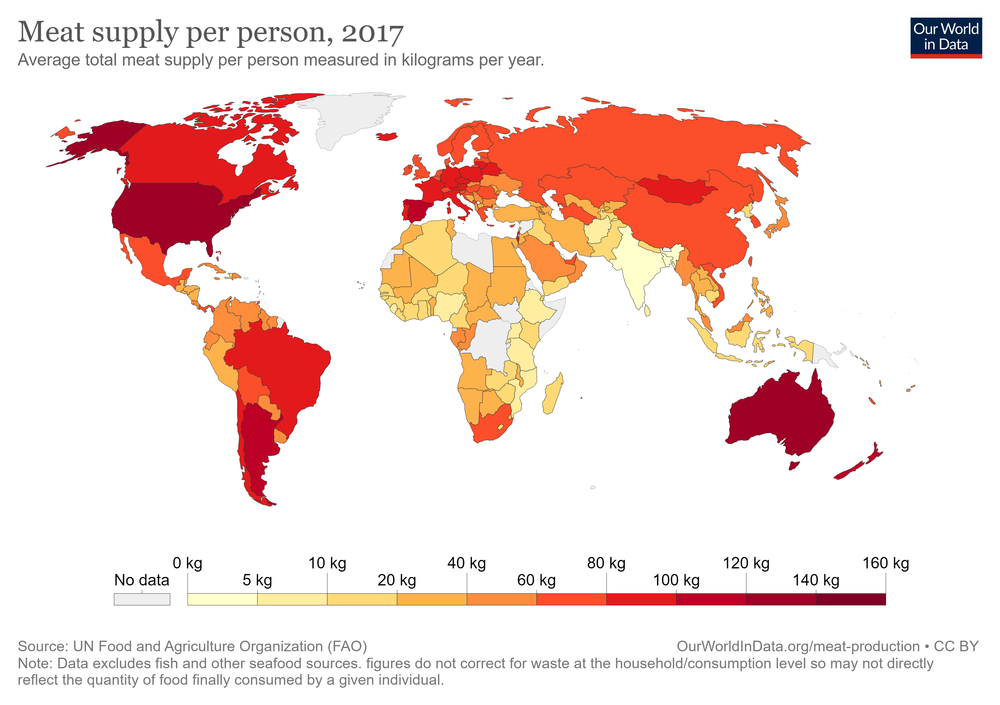 Meat supply per person, 2017
Average total meat supply per person measured in kilograms per year.
Our World
in Data
0 kg 10 kg 40 kg 80 kg 120 kg 160 kg
No data 5 kg 20 kg 60 kg 100 kg 140 kg
Source: UN Food and Agriculture Organization (FAO) OurWorldInData.org/meat-production • CC BY
Note: Data excludes fish and other seafood sources. figures do not correct for waste at the household/consumption level so may not directly
reflect the quantity of food finally consumed by a given individual.